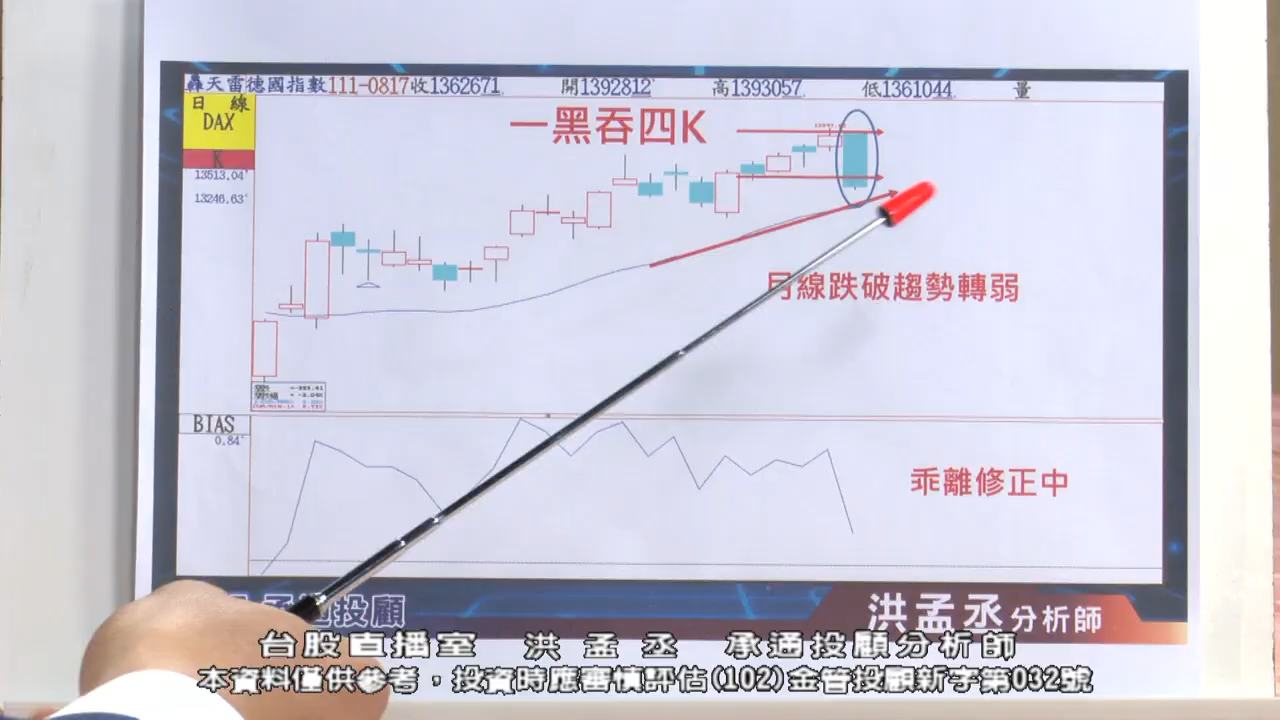 轟天雷德國指數111-0817收1362671 開1392812 高1393057 低1361044 量
日 線
DAX
K
13513.04
13246.63
一黑吞四K
月線跌破趨勢轉弱
BIAS
0.84
乖離修正中
投顧
洪孟丞分析師
台股直播室 洪孟丞 承通投顧分析師
本資料僅供參考，投資時應審慎評估(102)金管投顧新字第032號